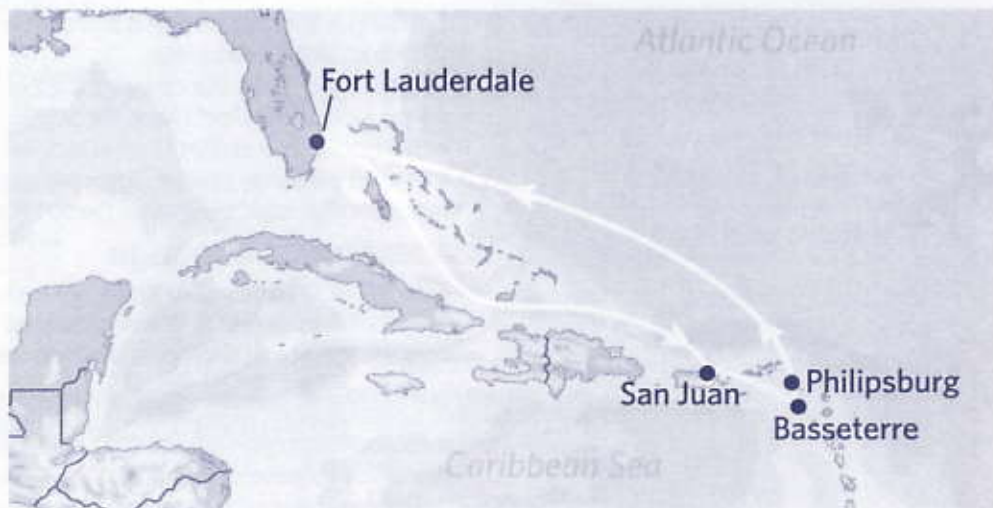 Atlantic Ocean
Fort Lauderdale
San Juan
Philipsburg
Basseterre
Caribbean Sea